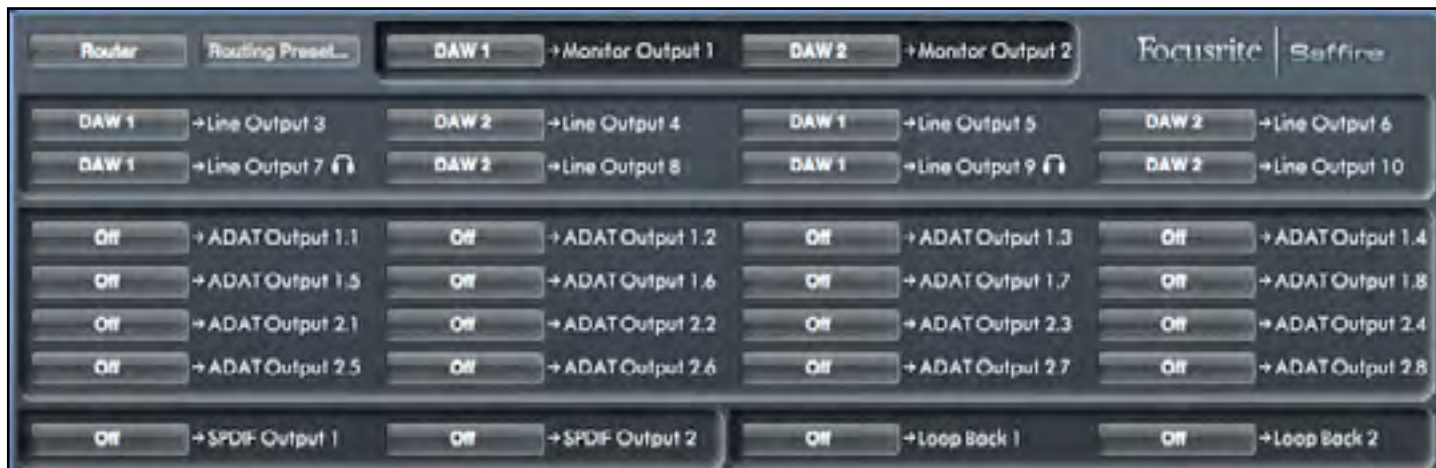 Router Routing Preset... DAW 1 →Monitor Output 1 DAW 2 →Monitor Output 2 Focusrite | Saffire
DAW 1 →Line Output 3 DAW 2 →Line Output 4 DAW 1 →Line Output 5 DAW 2 →Line Output 6
DAW 1 →Line Output 7 DAW 2 →Line Output 8 DAW 1 →Line Output 9 DAW 2 →Line Output 10
Off →ADAT Output 1.1 Off →ADAT Output 1.2 Off →ADAT Output 1.3 Off →ADAT Output 1.4
Off →ADAT Output 1.5 Off →ADAT Output 1.6 Off →ADAT Output 1.7 Off →ADAT Output 1.8
Off →ADAT Output 2.1 Off →ADAT Output 2.2 Off →ADAT Output 2.3 Off →ADAT Output 2.4
Off →ADAT Output 2.5 Off →ADAT Output 2.6 Off →ADAT Output 2.7 Off →ADAT Output 2.8
Off →SPDIF Output 1 Off →SPDIF Output 2 Off →Loop Back 1 Off →Loop Back 2